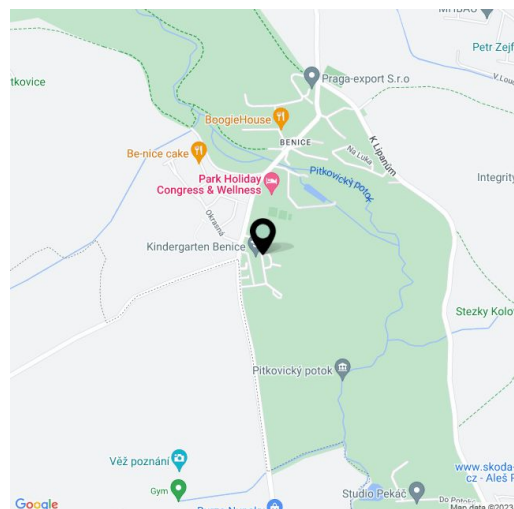 MHDAU
Petr Zejf
tkovice
Praga-export S.r.o
V Lou
BoogieHouse
K Lipanům
BENICE
Be-nice cake
Na Luka
Pitkovický potok
Integrity
Park Holiday
Congress & Wellness
Okrasná
Kindergarten Benice
Stezky Kolo
Pitkovický potok
Věž poznání
www.skoda
cz - Aleš F
Gym
Studio Pekáč
Do Poto
Google
Map data ©2023